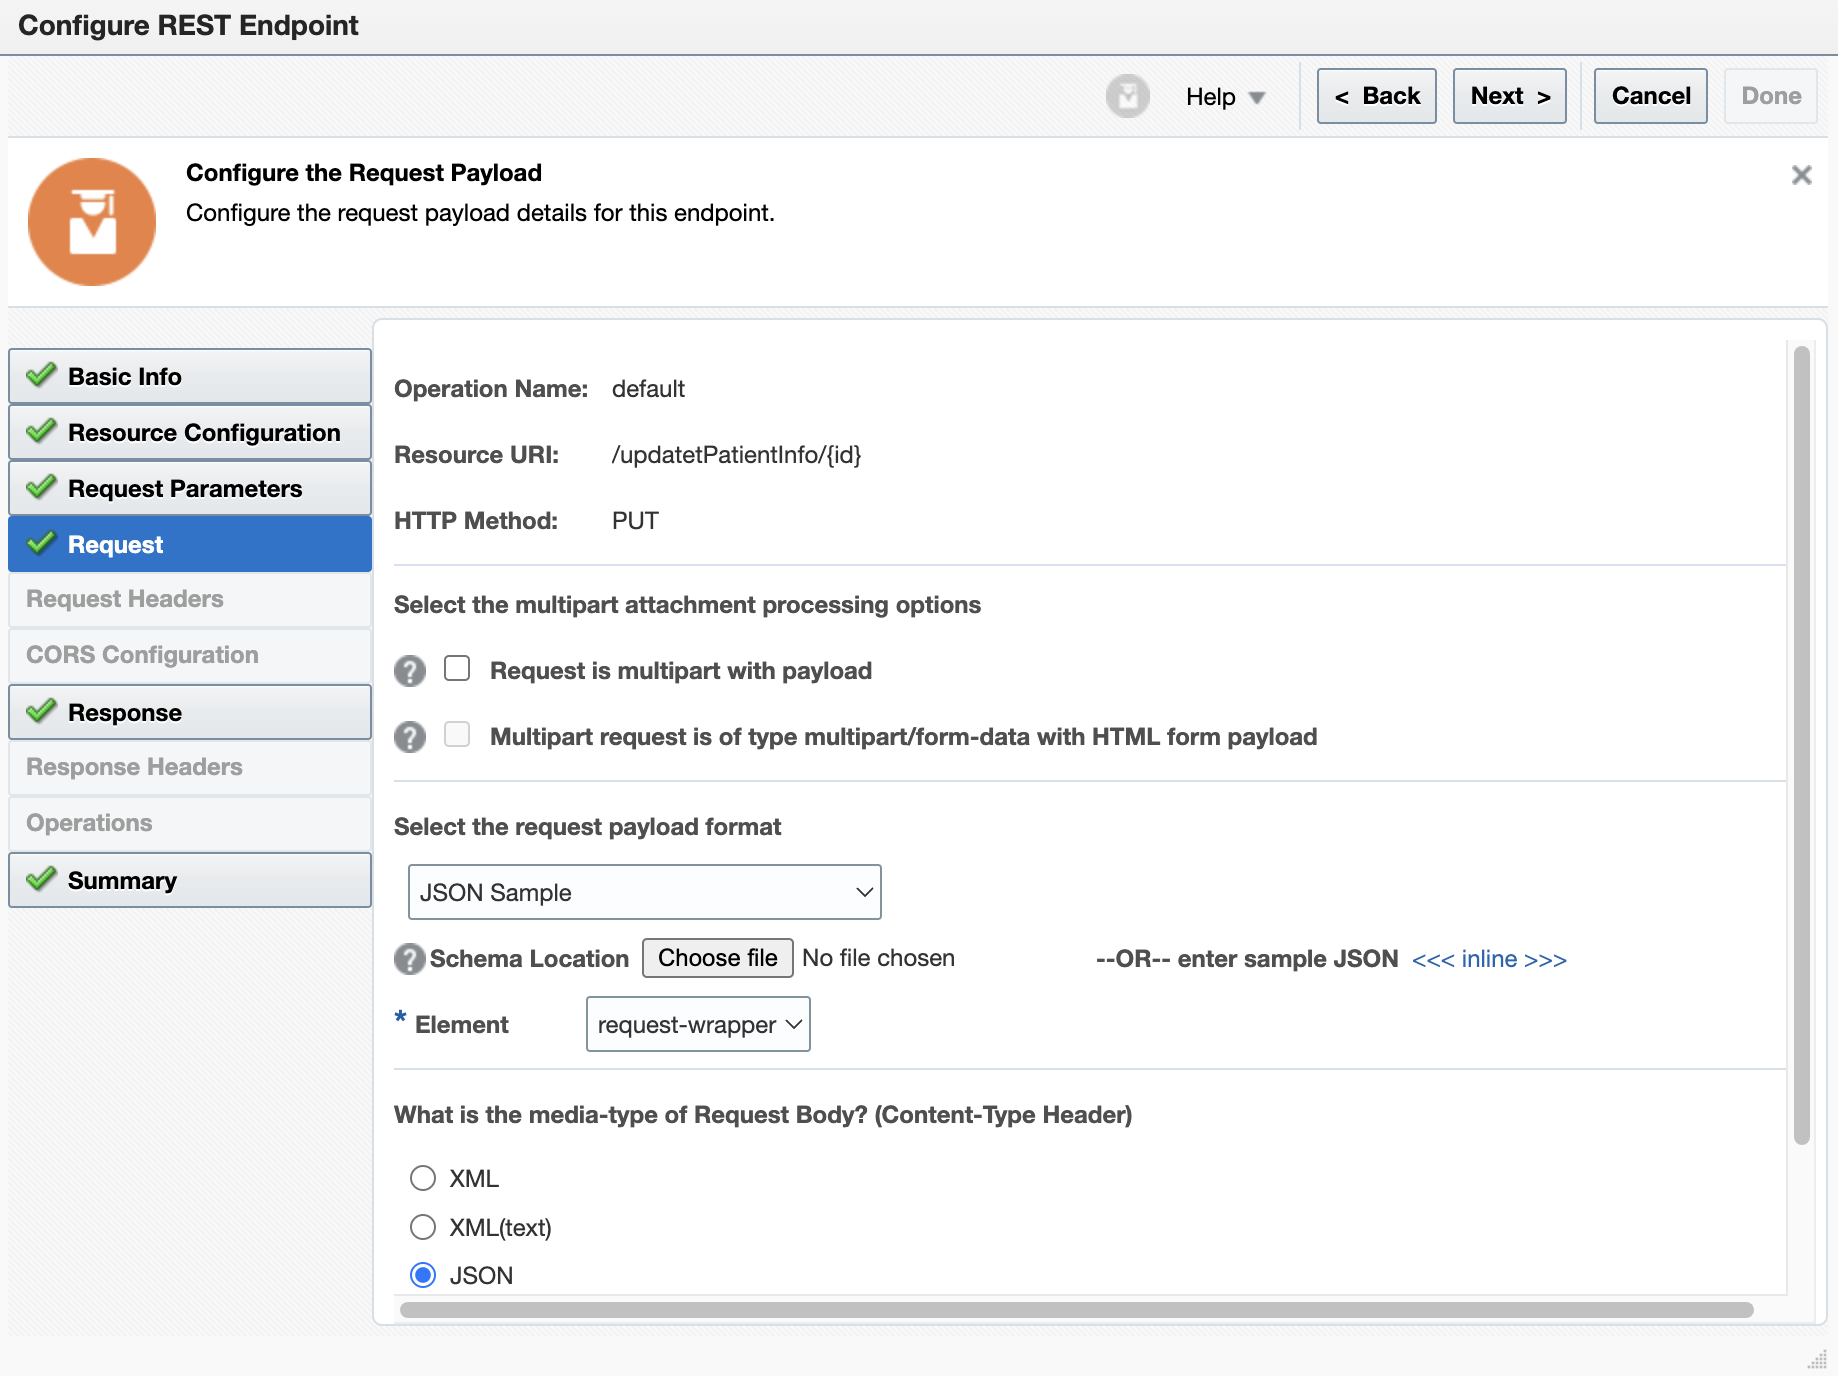 Configure REST Endpoint
Help
< Back
Next >
Cancel
Done
Configure the Request Payload
Configure the request payload details for this endpoint.
Basic Info
Resource Configuration
Request Parameters
Request
Request Headers
CORS Configuration
Response
Response Headers
Operations
Summary
Operation Name: default
Resource URI: /updatetPatientInfo/{id}
HTTP Method: PUT
Select the multipart attachment processing options
? Request is multipart with payload
? Multipart request is of type multipart/form-data with HTML form payload
Select the request payload format
JSON Sample
? Schema Location Choose file No file chosen --OR-- enter sample JSON <<< inline >>>
* Element request-wrapper
What is the media-type of Request Body? (Content-Type Header)
XML
XML(text)
JSON